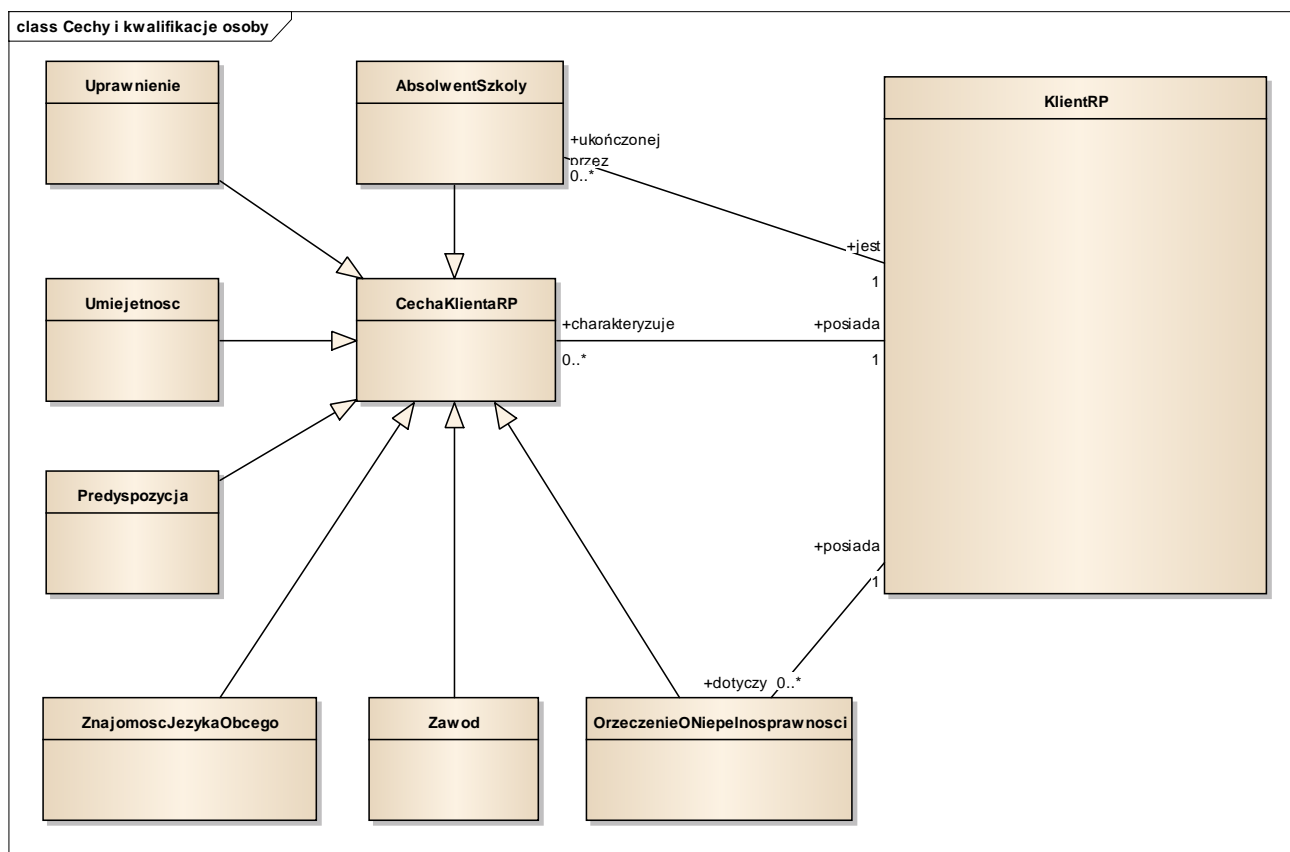 class Cechy i kwalifikacje osoby
Uprawnienie
AbsolwentSzkoly
KlientRP
+ukończonej
przez
0..*
+jest
1
Umiejetnosc
CechaKlientaRP
+charakteryzuje
0..*
+posiada
1
Predyspozycja
+posiada
1
+dotyczy 0..*
ZnajomoscJezykaObcego
Zawod
OrzeczenieONiepelnosprawnosci